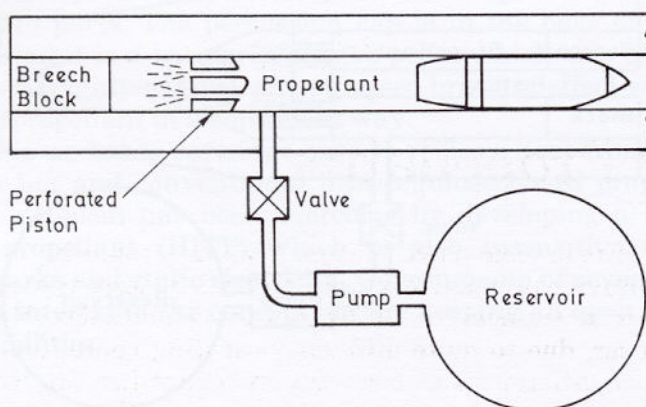 Breech
Block
Propellant
Perforated
Piston
Valve
Pump
Reservoir